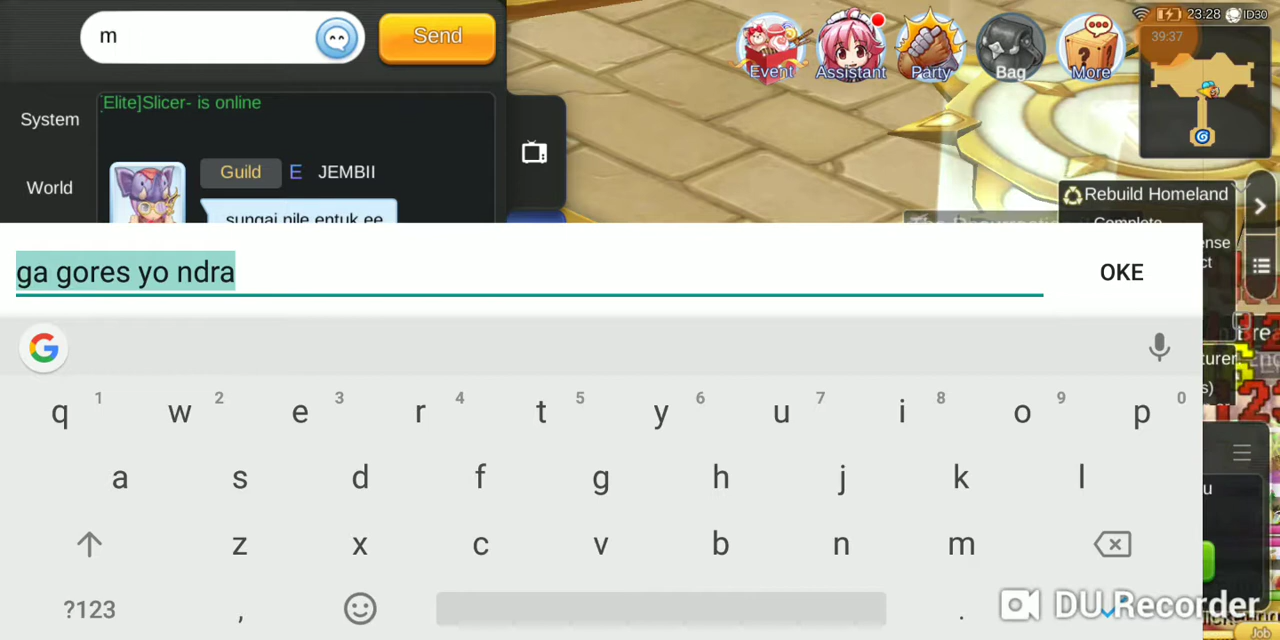 m
Send
Event
Assistant
Party
Bag
More
23:28
ID30
39:37
System
World
[Elite]Slicer- is online
Guild E JEMBII
sungai nile entuk ee
Rebuild Homeland
Complete
ga gores yo ndra
OKE
q 1 w 2 e 3 r 4 t 5 y 6 u 7 i 8 o 9 p 0
a s d f g h j k l
z x c v b n m
?123 , .
DU Recorder
Job